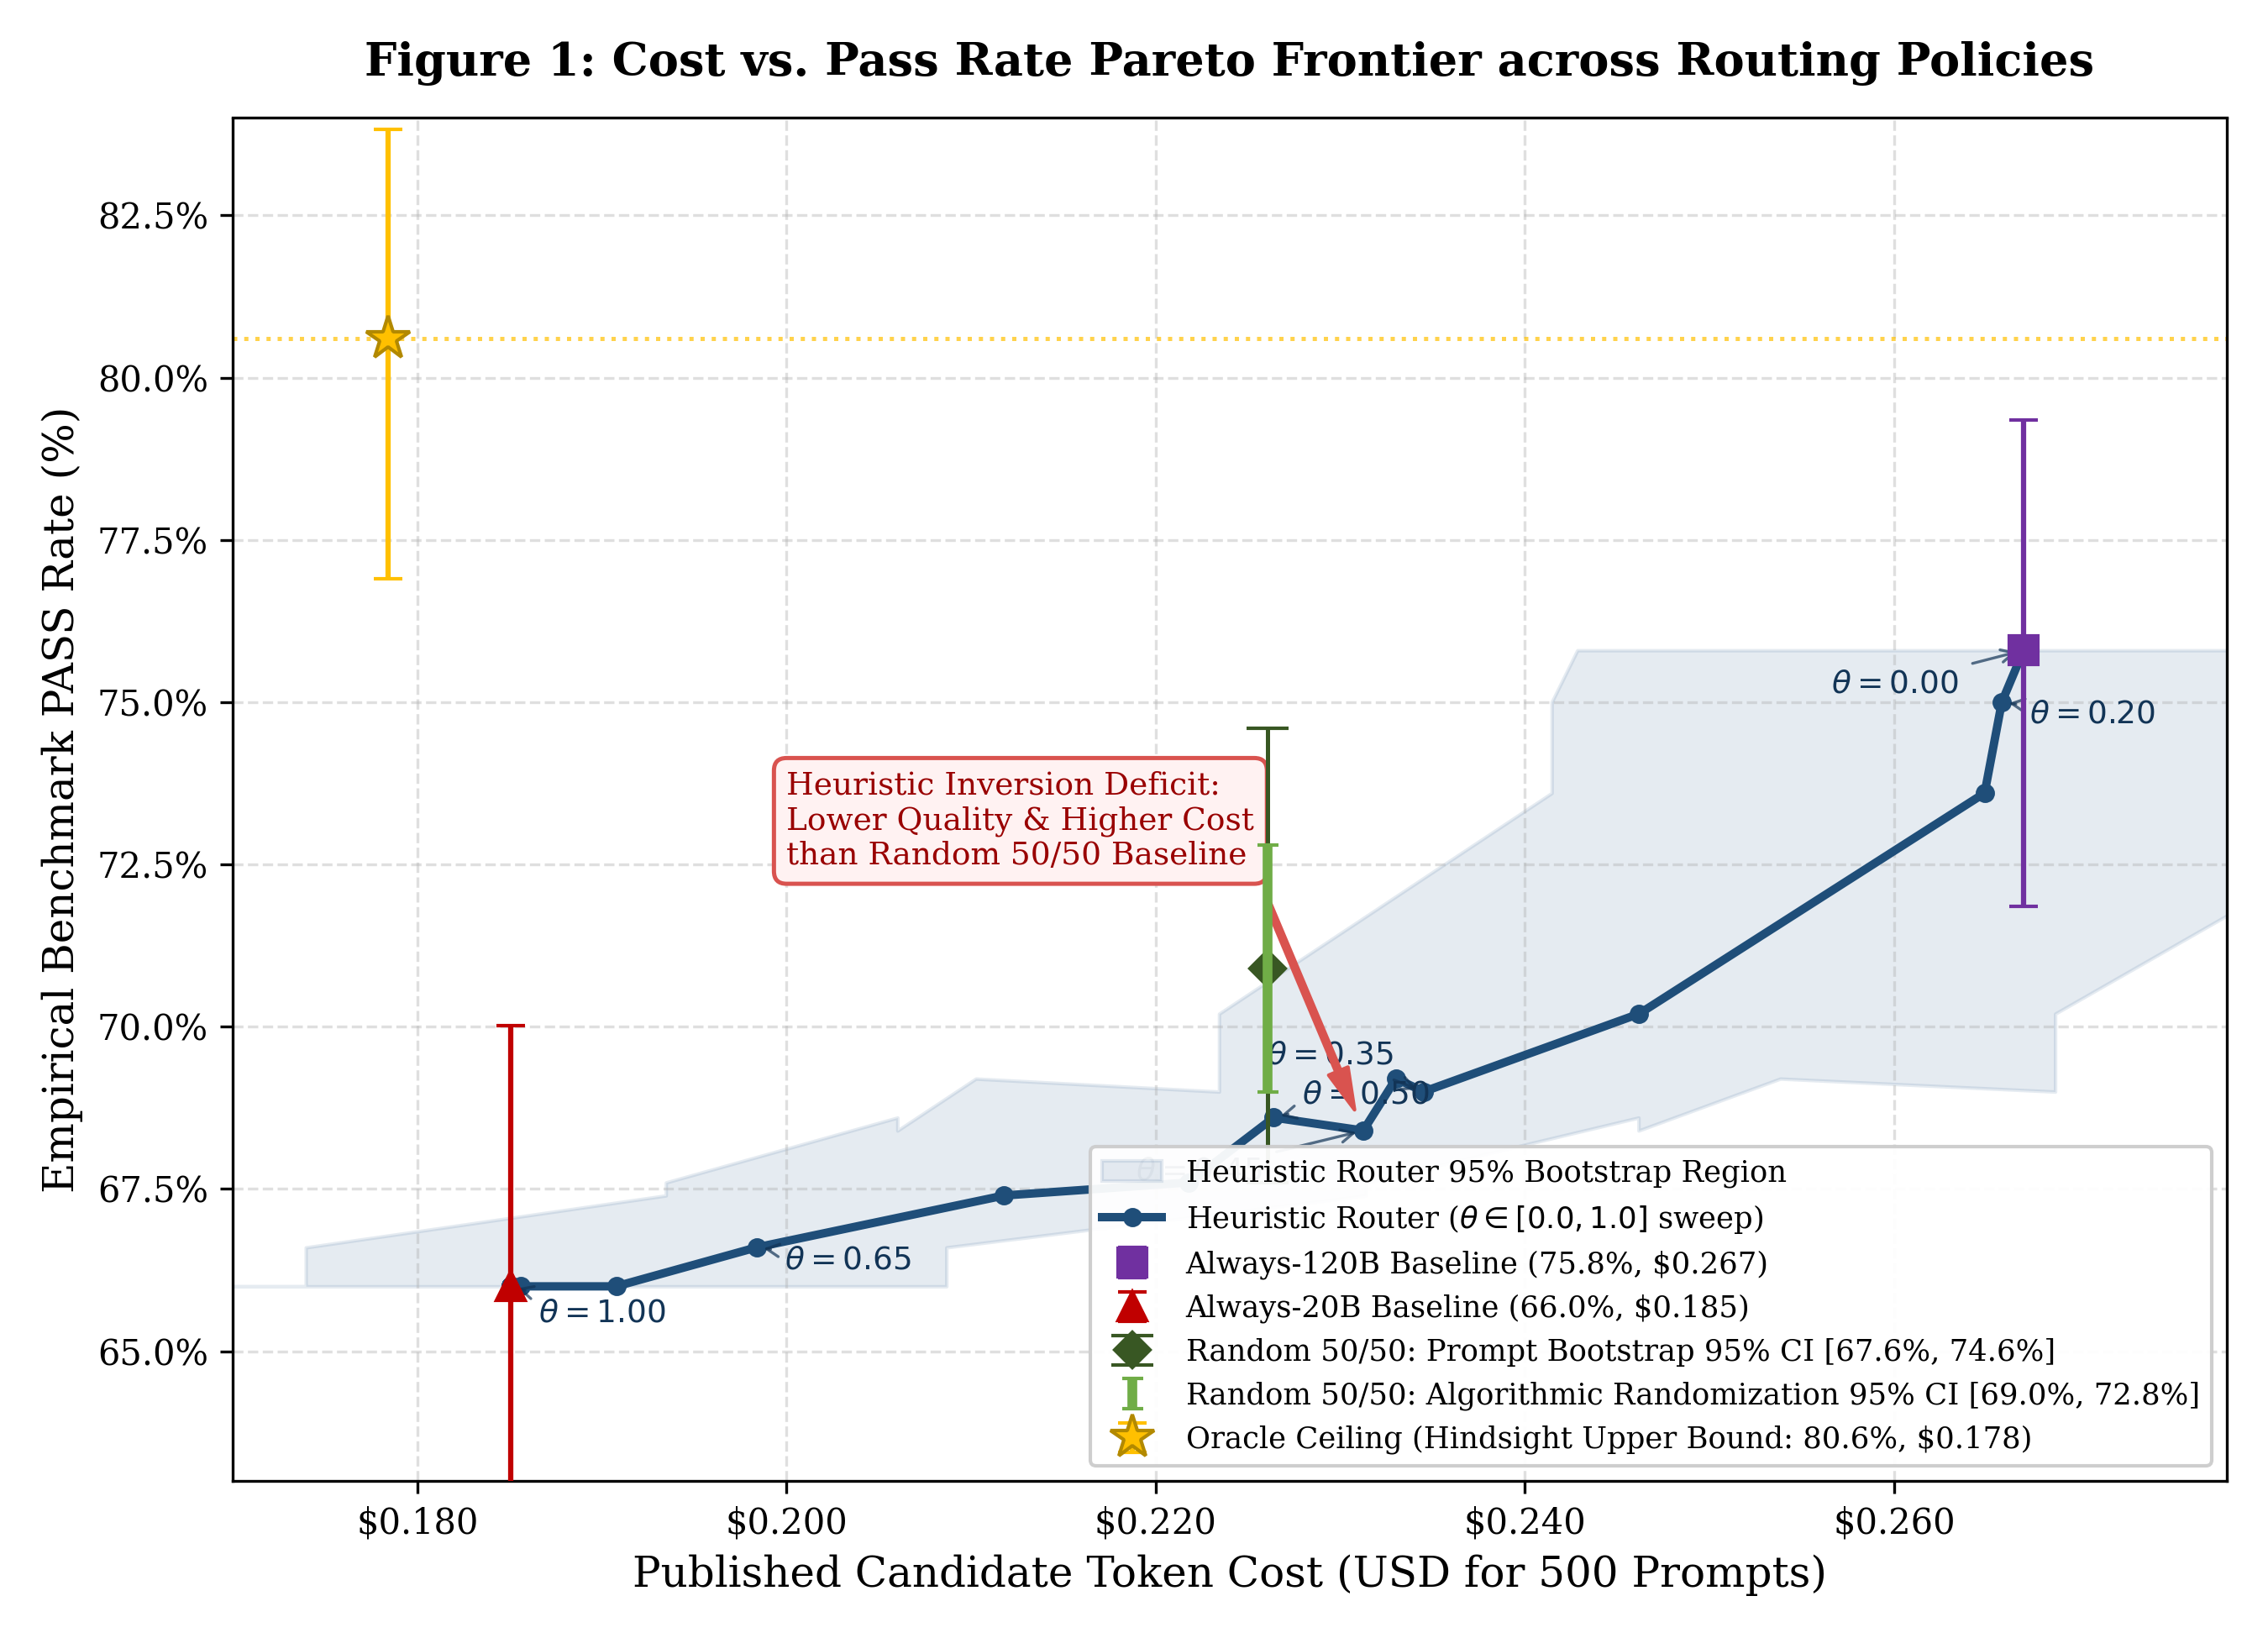 Figure 1: Cost vs. Pass Rate Pareto Frontier across Routing Policies
Empirical Benchmark PASS Rate (%)
82.5%
80.0%
77.5%
75.0%
72.5%
70.0%
67.5%
65.0%
θ = 0.00
θ = 0.20
Heuristic Inversion Deficit:
Lower Quality & Higher Cost
than Random 50/50 Baseline
θ = 0.35
θ = 0.50
θ = 0.65
θ = 1.00
Heuristic Router 95% Bootstrap Region
Heuristic Router (θ ∈ [0.0, 1.0] sweep)
Always-120B Baseline (75.8%, $0.267)
Always-20B Baseline (66.0%, $0.185)
Random 50/50: Prompt Bootstrap 95% CI [67.6%, 74.6%]
Random 50/50: Algorithmic Randomization 95% CI [69.0%, 72.8%]
Oracle Ceiling (Hindsight Upper Bound: 80.6%, $0.178)
$0.180
$0.200
$0.220
$0.240
$0.260
Published Candidate Token Cost (USD for 500 Prompts)